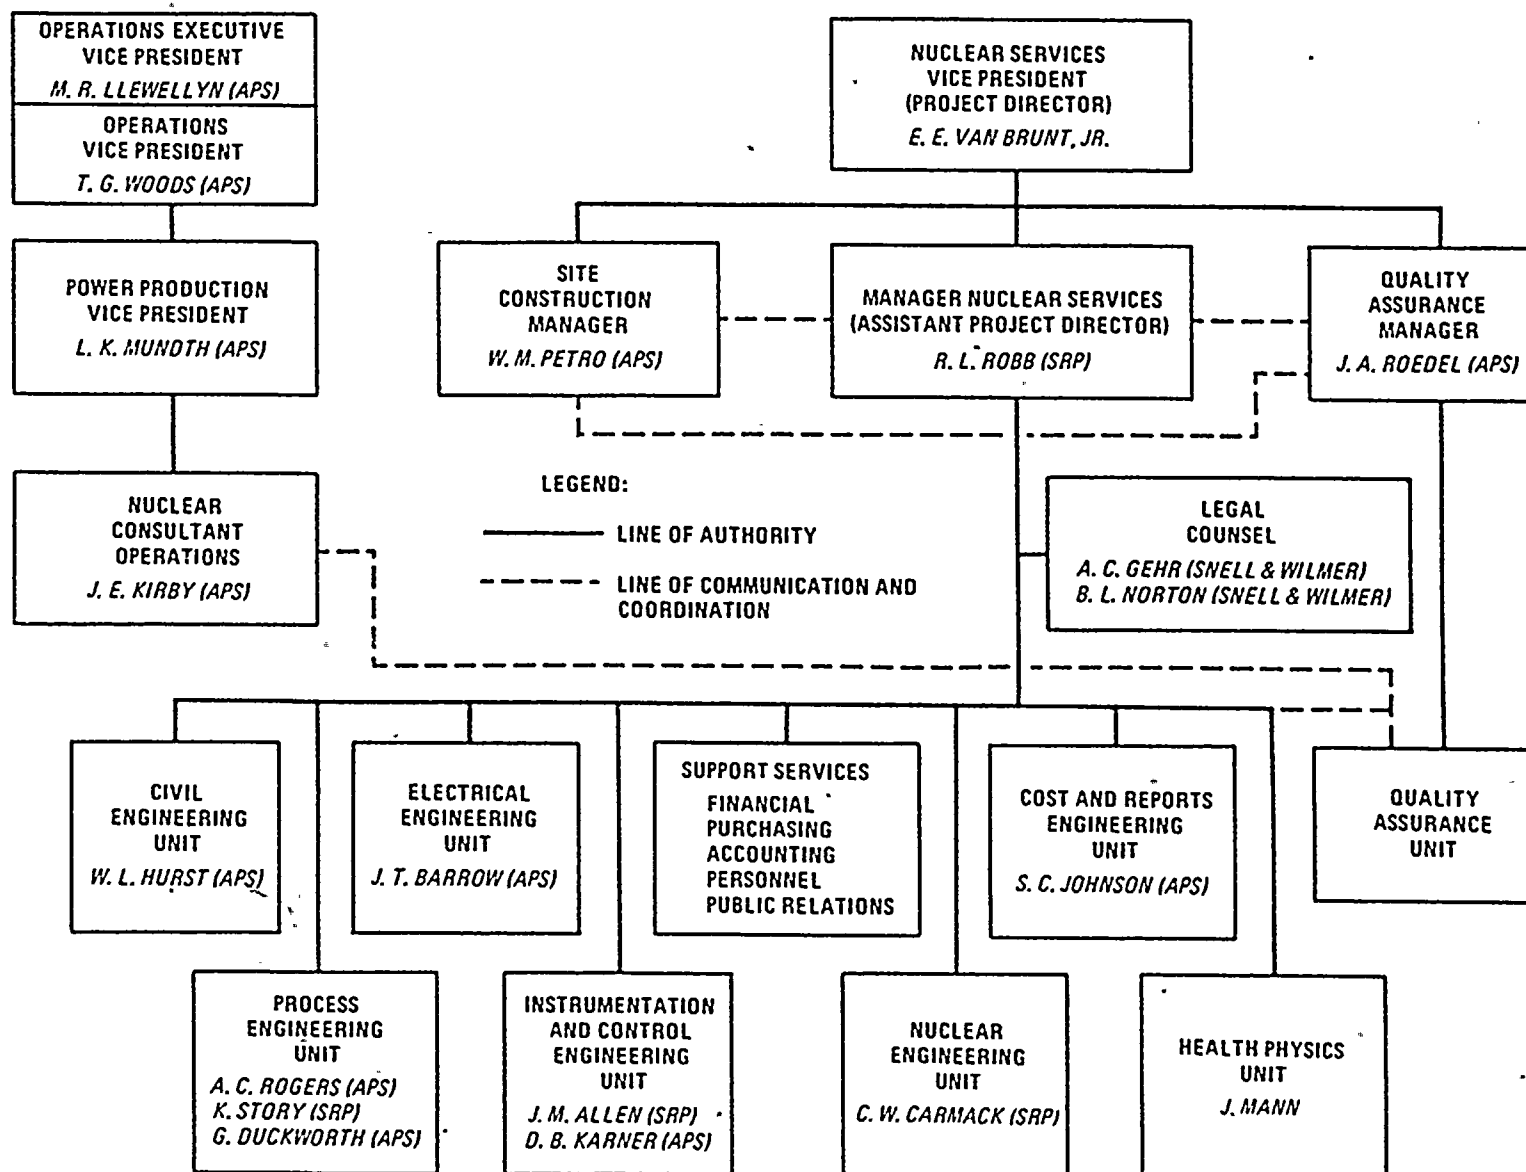 OPERATIONS EXECUTIVE
VICE PRESIDENT
M. R. LLEWELLYN (APS)
OPERATIONS
VICE PRESIDENT
T. G. WOODS (APS)
NUCLEAR SERVICES
VICE PRESIDENT
(PROJECT DIRECTOR)
E. E. VAN BRUNT, JR.
POWER PRODUCTION
VICE PRESIDENT
L. K. MUNDTH (APS)
SITE
CONSTRUCTION
MANAGER
W. M. PETRO (APS)
MANAGER NUCLEAR SERVICES
(ASSISTANT PROJECT DIRECTOR)
R. L. ROBB (SRP)
QUALITY
ASSURANCE
MANAGER
J. A. ROEDEL (APS)
NUCLEAR
CONSULTANT
OPERATIONS
J. E. KIRBY (APS)
LEGEND:
LINE OF AUTHORITY
LINE OF COMMUNICATION AND
COORDINATION
LEGAL
COUNSEL
A. C. GEHR (SNELL & WILMER)
B. L. NORTON (SNELL & WILMER)
CIVIL
ENGINEERING
UNIT
W. L. HURST (APS)
ELECTRICAL
ENGINEERING
UNIT
J. T. BARROW (APS)
SUPPORT SERVICES
FINANCIAL
PURCHASING
ACCOUNTING
PERSONNEL
PUBLIC RELATIONS
COST AND REPORTS
ENGINEERING
UNIT
S. C. JOHNSON (APS)
QUALITY
ASSURANCE
UNIT
PROCESS
ENGINEERING
UNIT
A. C. ROGERS (APS)
K. STORY (SRP)
G. DUCKWORTH (APS)
INSTRUMENTATION
AND CONTROL
ENGINEERING
UNIT
J. M. ALLEN (SRP)
D. B. KARNER (APS)
NUCLEAR
ENGINEERING
UNIT
C. W. CARMACK (SRP)
HEALTH PHYSICS
UNIT
J. MANN